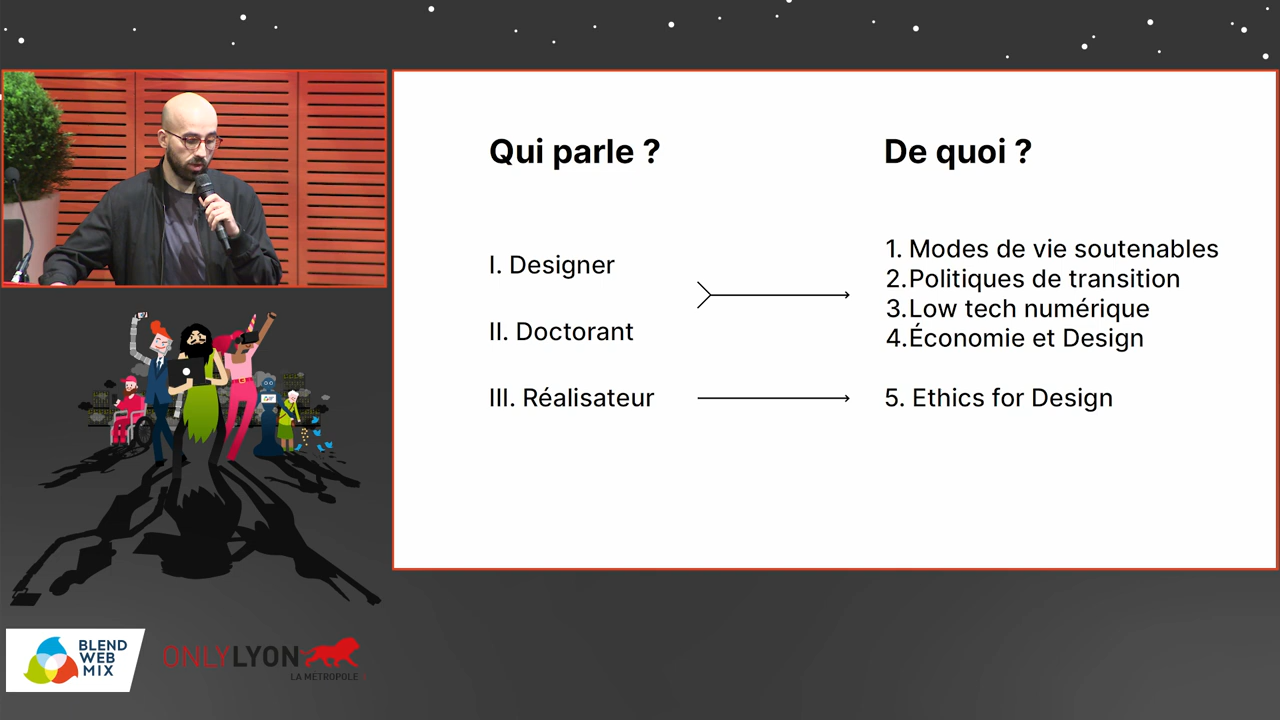 Qui parle ?
I. Designer
II. Doctorant
III. Réalisateur
De quoi ?
1. Modes de vie soutenables
2.Politiques de transition
3.Low tech numérique
4.Économie et Design
5. Ethics for Design
BLEND
WEB
MIX
ONLYLYON
LA MÉTROPOLE